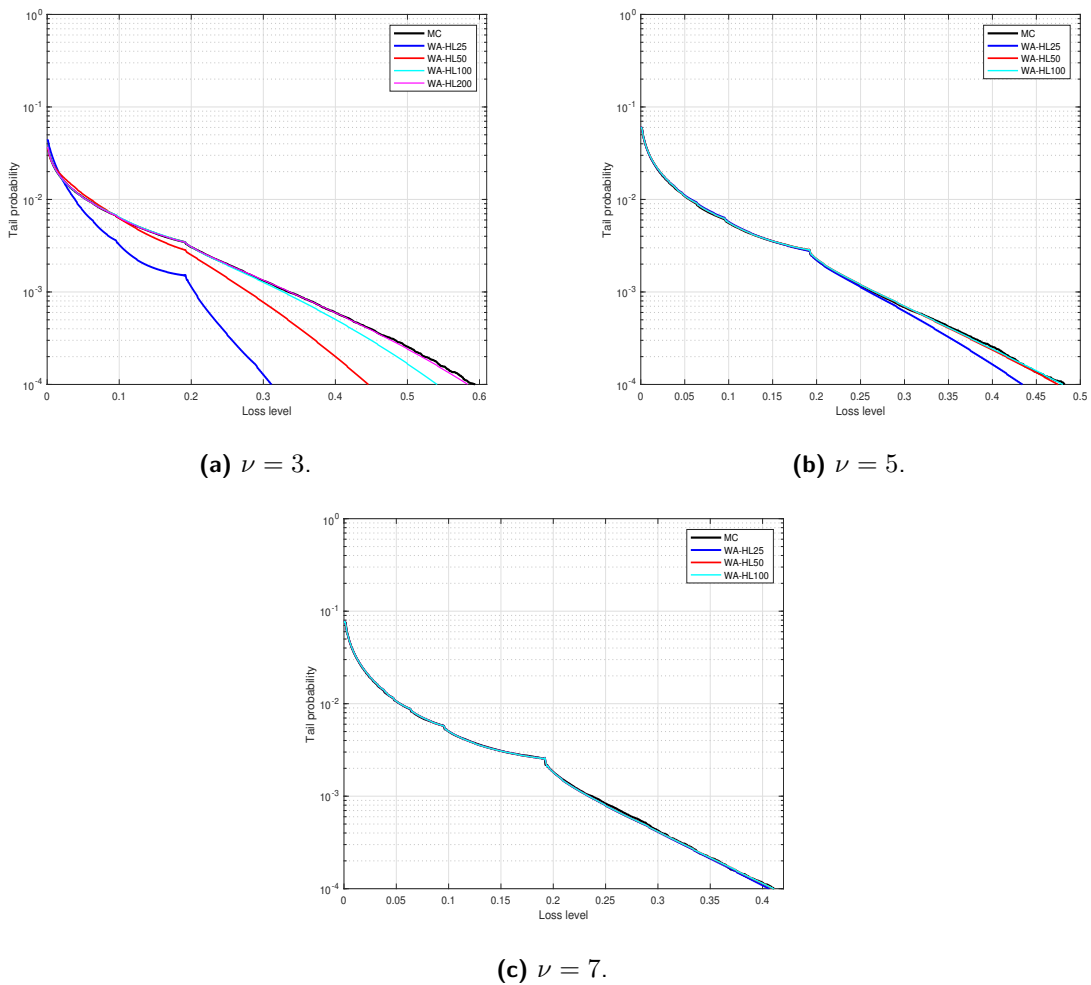 10^0
10^-1
10^-2
10^-3
10^-4
Tail probability
0 0.1 0.2 0.3 0.4 0.5 0.6
Loss level
MC
WA-HL25
WA-HL50
WA-HL100
WA-HL200
(a) ν = 3.
10^0
10^-1
10^-2
10^-3
10^-4
Tail probability
0 0.05 0.1 0.15 0.2 0.25 0.3 0.35 0.4 0.45 0.5
Loss level
MC
WA-HL25
WA-HL50
WA-HL100
(b) ν = 5.
10^0
10^-1
10^-2
10^-3
10^-4
Tail probability
0 0.05 0.1 0.15 0.2 0.25 0.3 0.35 0.4
Loss level
MC
WA-HL25
WA-HL50
WA-HL100
(c) ν = 7.